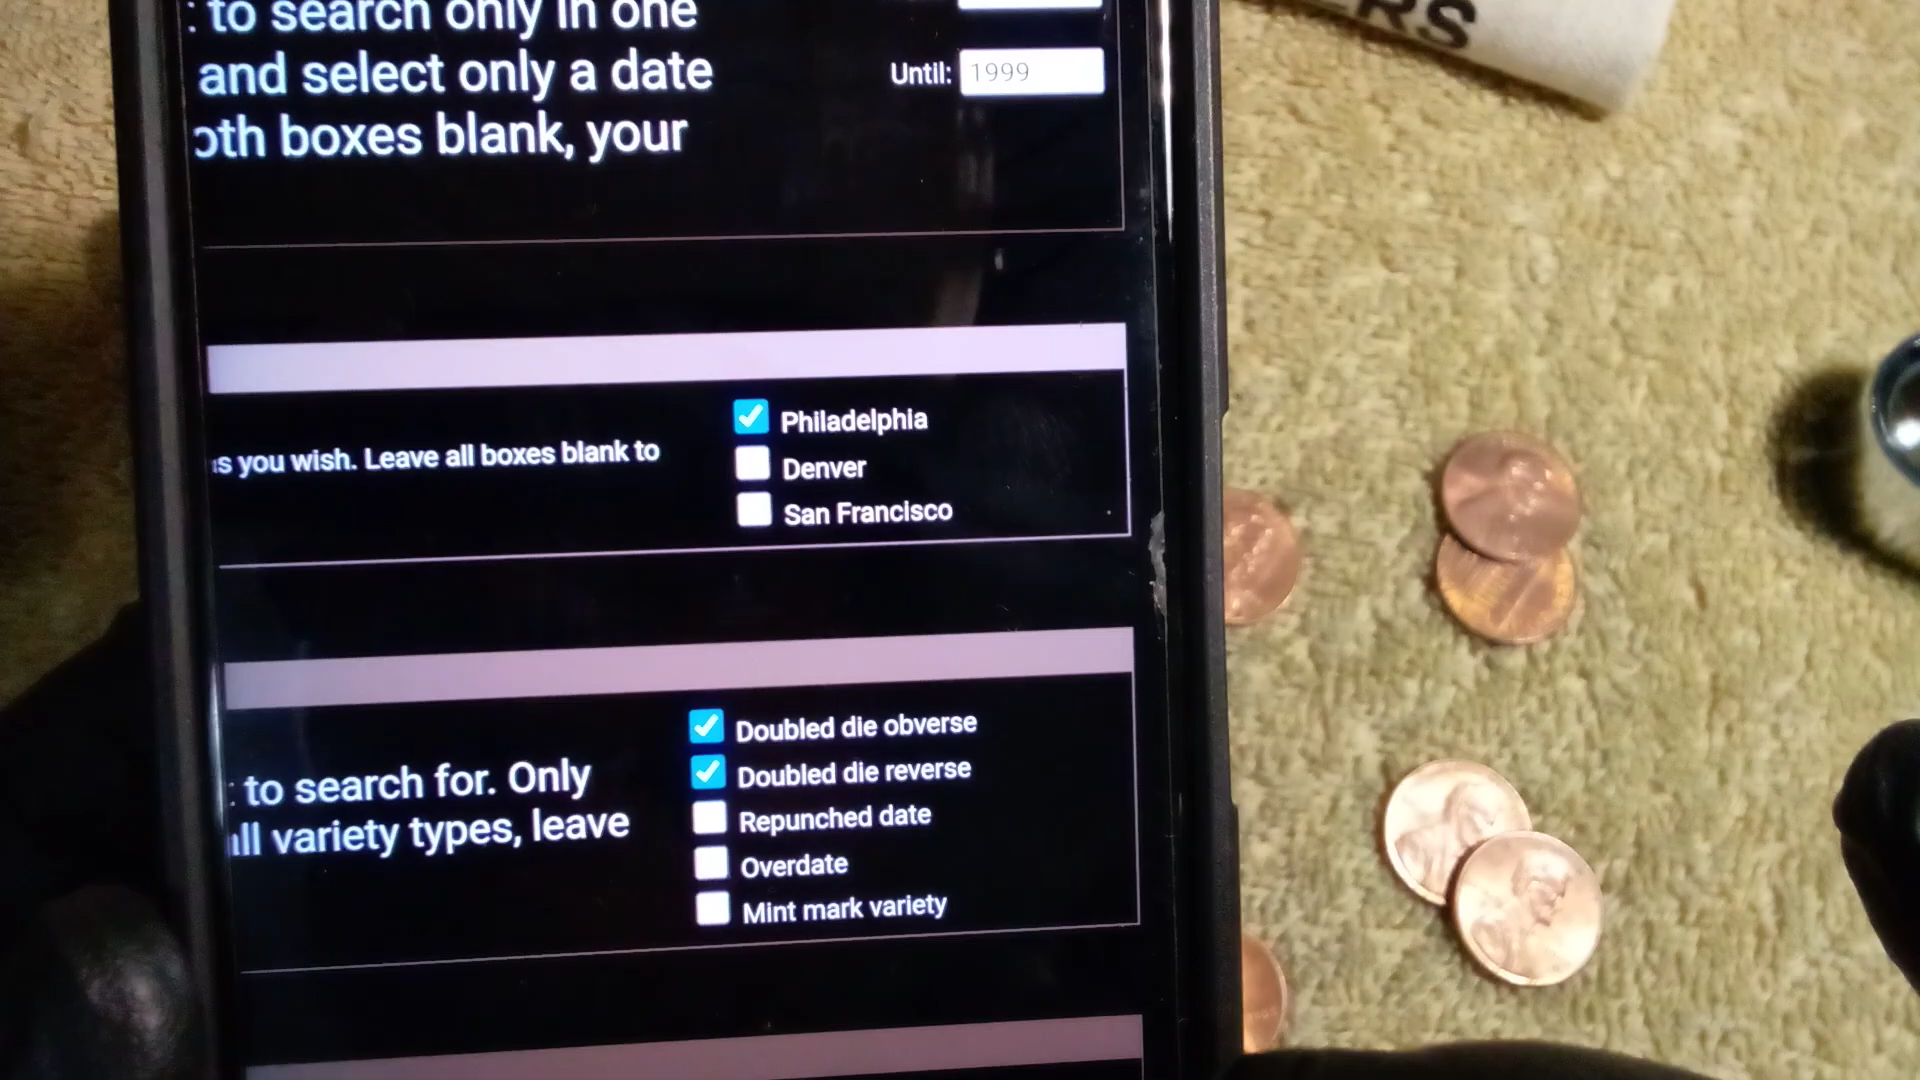 : to search only in one
and select only a date
Until: 1999
oth boxes blank, your
RS
Philadelphia
s you wish. Leave all boxes blank to
Denver
San Francisco
Doubled die obverse
: to search for. Only
Doubled die reverse
Repunched date
all variety types, leave
Overdate
Mint mark variety